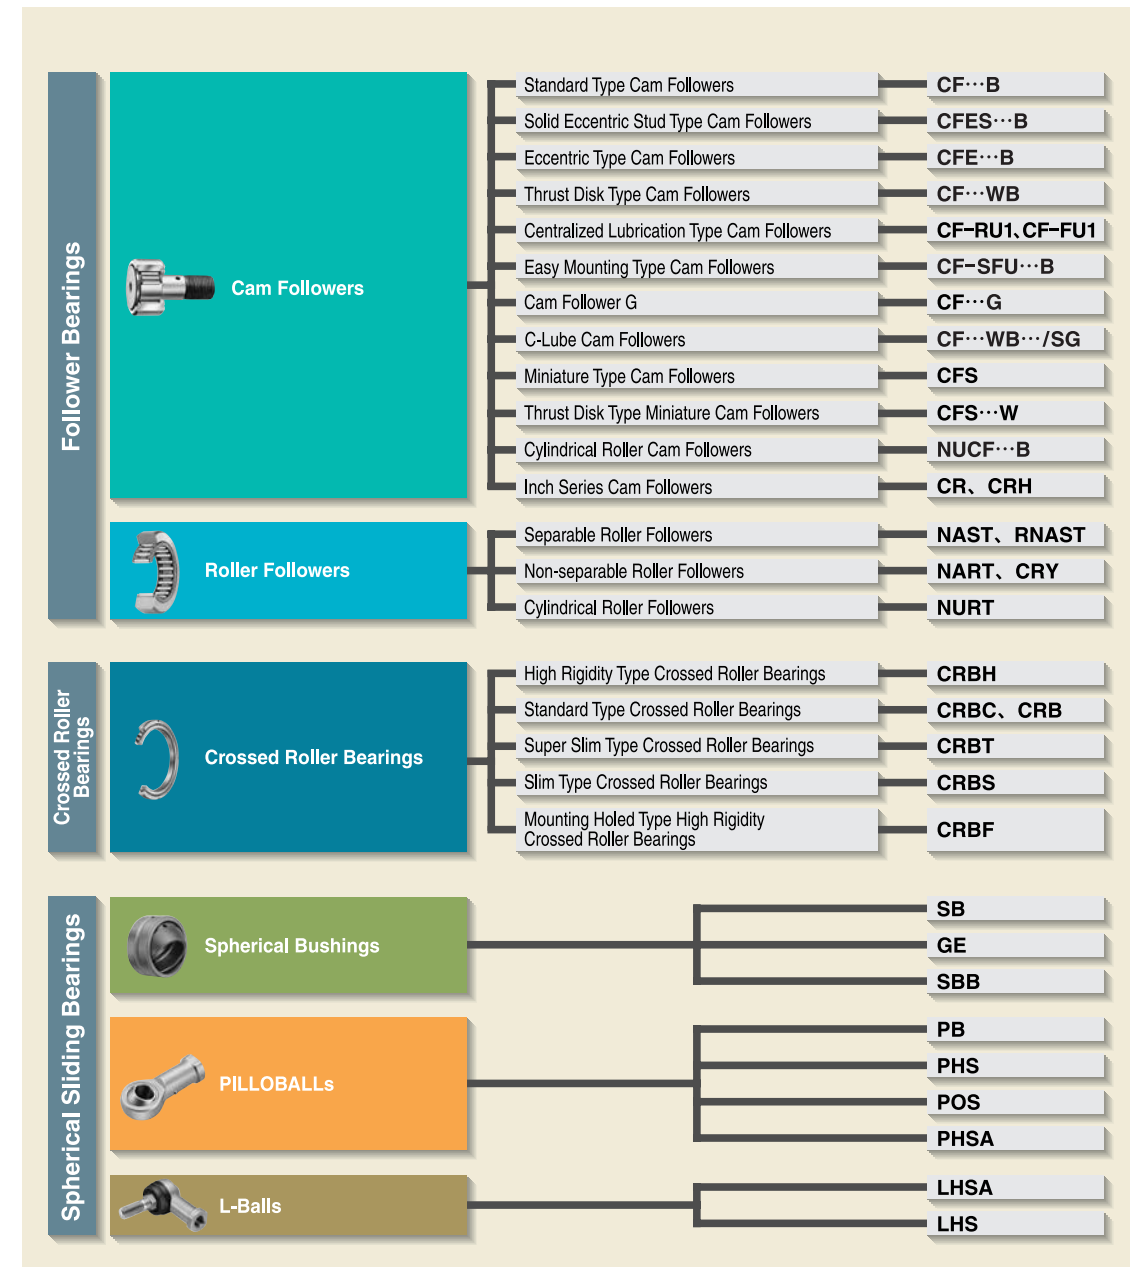 Follower Bearings
Cam Followers
Standard Type Cam Followers
CF···B
Solid Eccentric Stud Type Cam Followers
CFES···B
Eccentric Type Cam Followers
CFE···B
Thrust Disk Type Cam Followers
CF···WB
Centralized Lubrication Type Cam Followers
CF-RU1、CF-FU1
Easy Mounting Type Cam Followers
CF-SFU···B
Cam Follower G
CF···G
C-Lube Cam Followers
CF···WB···/SG
Miniature Type Cam Followers
CFS
Thrust Disk Type Miniature Cam Followers
CFS···W
Cylindrical Roller Cam Followers
NUCF···B
Inch Series Cam Followers
CR、CRH
Roller Followers
Separable Roller Followers
NAST、RNAST
Non-separable Roller Followers
NART、CRY
Cylindrical Roller Followers
NURT
Crossed Roller
Bearings
Crossed Roller Bearings
High Rigidity Type Crossed Roller Bearings
CRBH
Standard Type Crossed Roller Bearings
CRBC、CRB
Super Slim Type Crossed Roller Bearings
CRBT
Slim Type Crossed Roller Bearings
CRBS
Mounting Holed Type High Rigidity
Crossed Roller Bearings
CRBF
Spherical Sliding Bearings
Spherical Bushings
SB
GE
SBB
PILLOBALLs
PB
PHS
POS
PHSA
L-Balls
LHSA
LHS